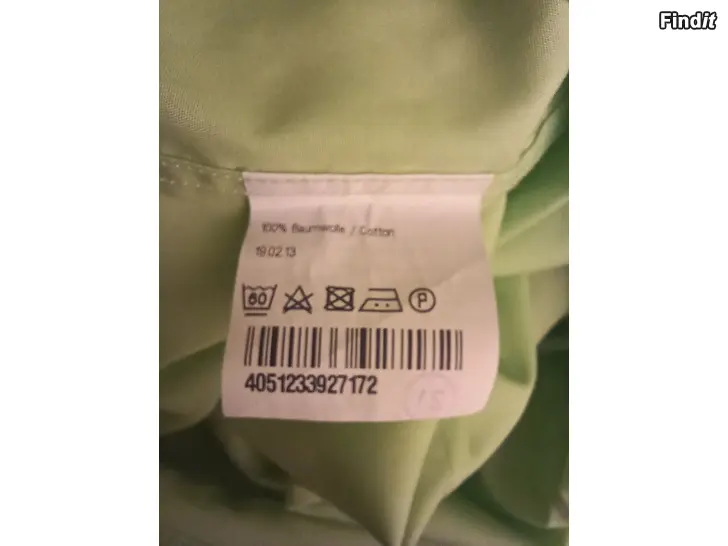 Findit
100% Baumwolle / Cotton
19.02.13
60
P
4051233927172